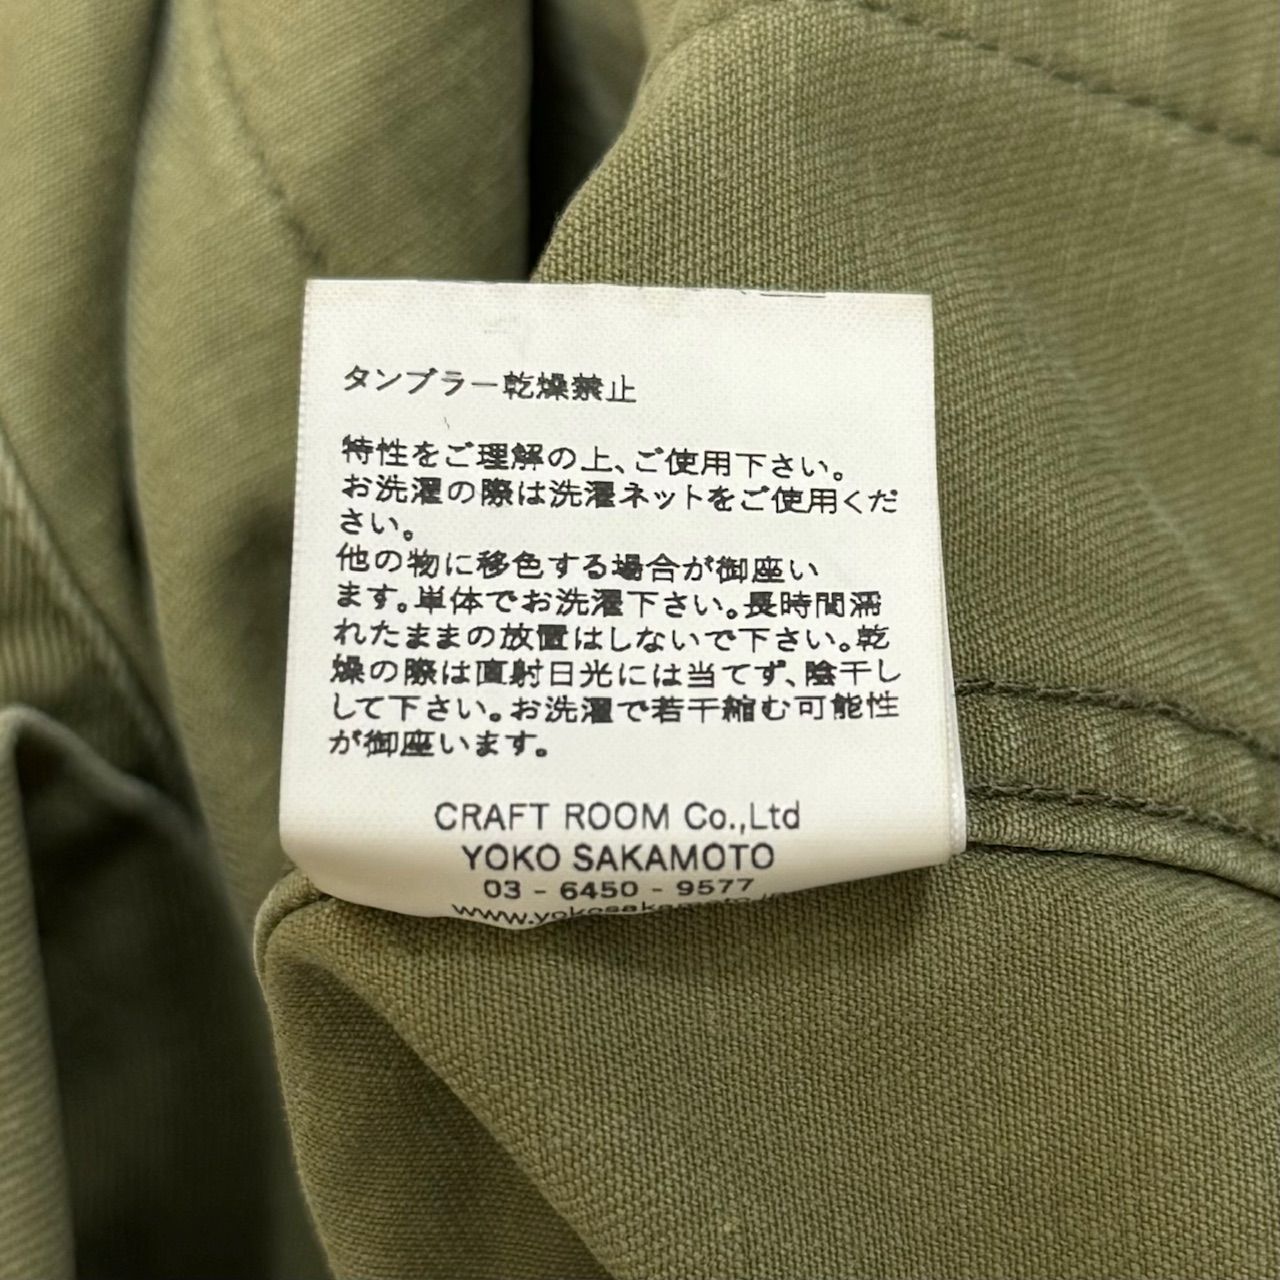 タンブラー乾燥禁止
特性をご理解の上、ご使用下さい。
お洗濯の際は洗濯ネットをご使用くだ
さい。
他の物に移色する場合が御座い
ます。単体でお洗濯下さい。長時間濡
れたままの放置はしないで下さい。乾
燥の際は直射日光には当てず、陰干し
して下さい。お洗濯で若干縮む可能性
が御座います。
CRAFT ROOM Co.,Ltd
YOKO SAKAMOTO
03 - 6450 - 9577